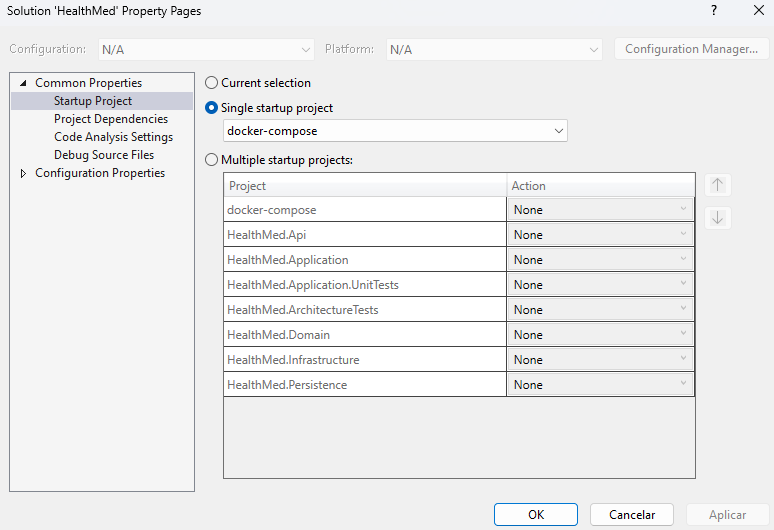 Solution 'HealthMed' Property Pages
?
Configuration: N/A Platform: N/A Configuration Manager...
Common Properties
Startup Project
Project Dependencies
Code Analysis Settings
Debug Source Files
Configuration Properties
Current selection
Single startup project
docker-compose
Multiple startup projects:
Project Action
docker-compose None
HealthMed.Api None
HealthMed.Application None
HealthMed.Application.UnitTests None
HealthMed.ArchitectureTests None
HealthMed.Domain None
HealthMed.Infrastructure None
HealthMed.Persistence None
OK Cancelar Aplicar